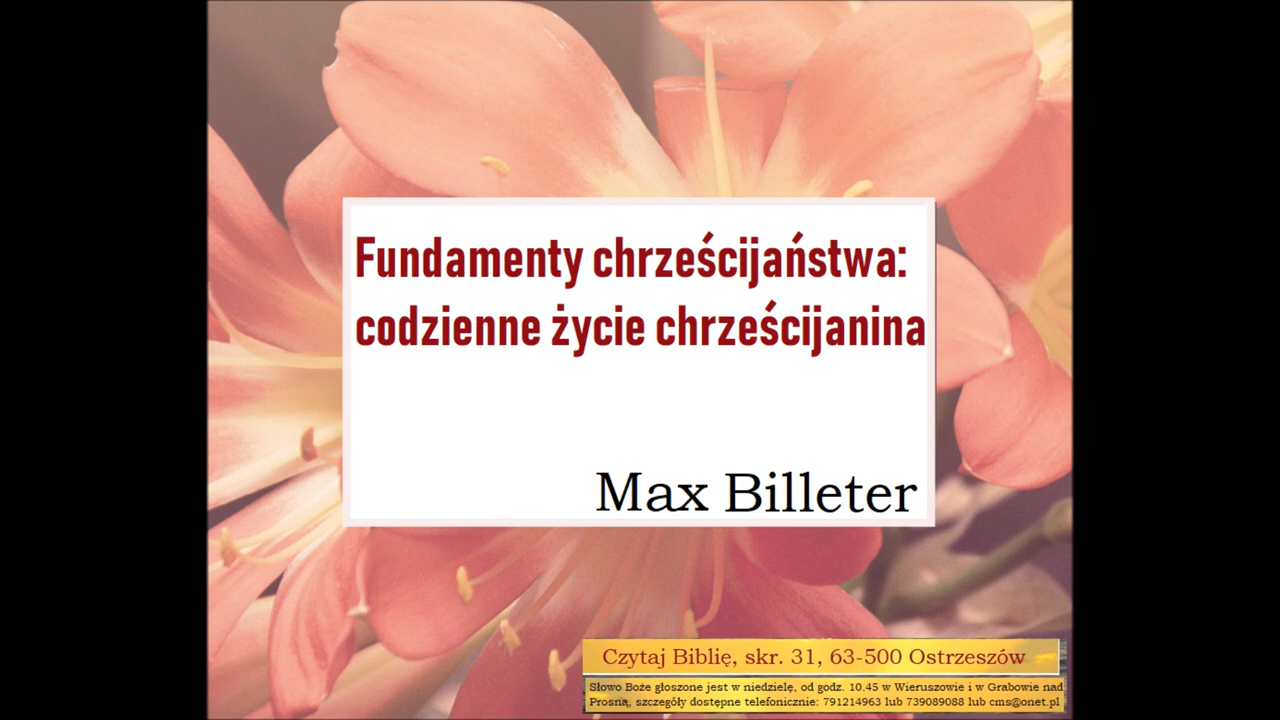 Fundamenty chrześcijaństwa:
codzienne życie chrześcijanina
Max Billeter
Czytaj Biblię, skr. 31, 63-500 Ostrzeszów
Słowo Boże głoszone jest w niedzielę, od godz. 10.45 w Wieruszowie i w Grabowie nad
Prosną, szczegóły dostępne telefonicznie: 791214963 lub 739089088 lub cms@onet.pl